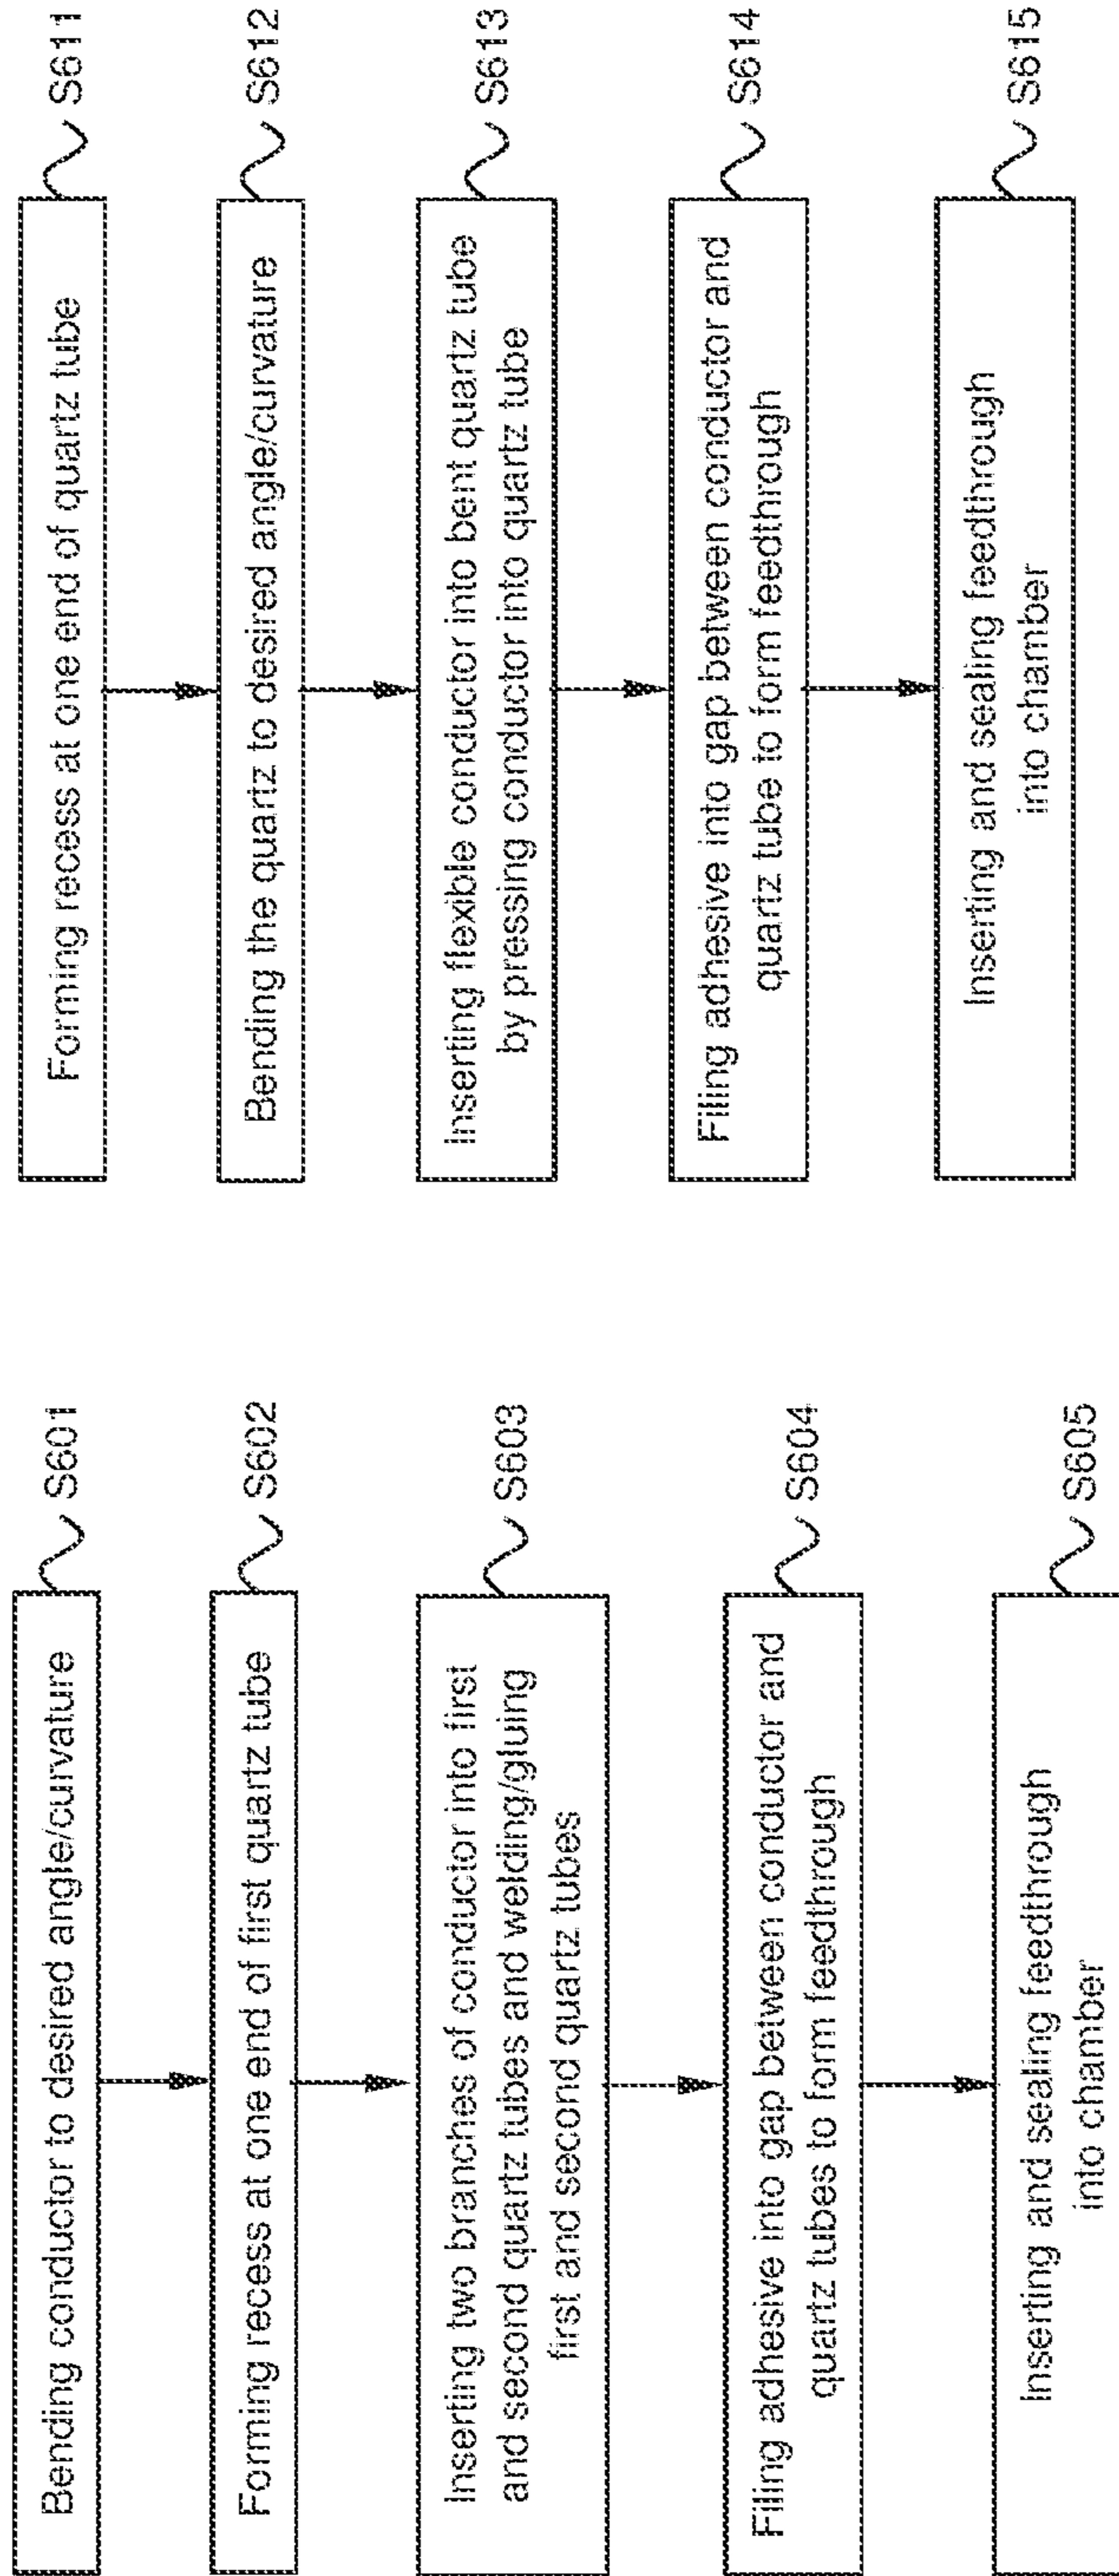 Bending conductor to desired angle/curvature
S601
Forming recess at one end of first quartz tube
S602
Inserting two branches of conductor into first
and second quartz tubes and welding/gluing
first and second quartz tubes
S603
Filling adhesive into gap between conductor and
quartz tubes to form feedthrough
S604
Inserting and sealing feedthrough
into chamber
S605
Forming recess at one end of quartz tube
S611
Bending the quartz to desired angle/curvature
S612
Inserting flexible conductor into bent quartz tube
by pressing conductor into quartz tube
S613
Filling adhesive into gap between conductor and
quartz tube to form feedthrough
S614
Inserting and sealing feedthrough
into chamber
S615